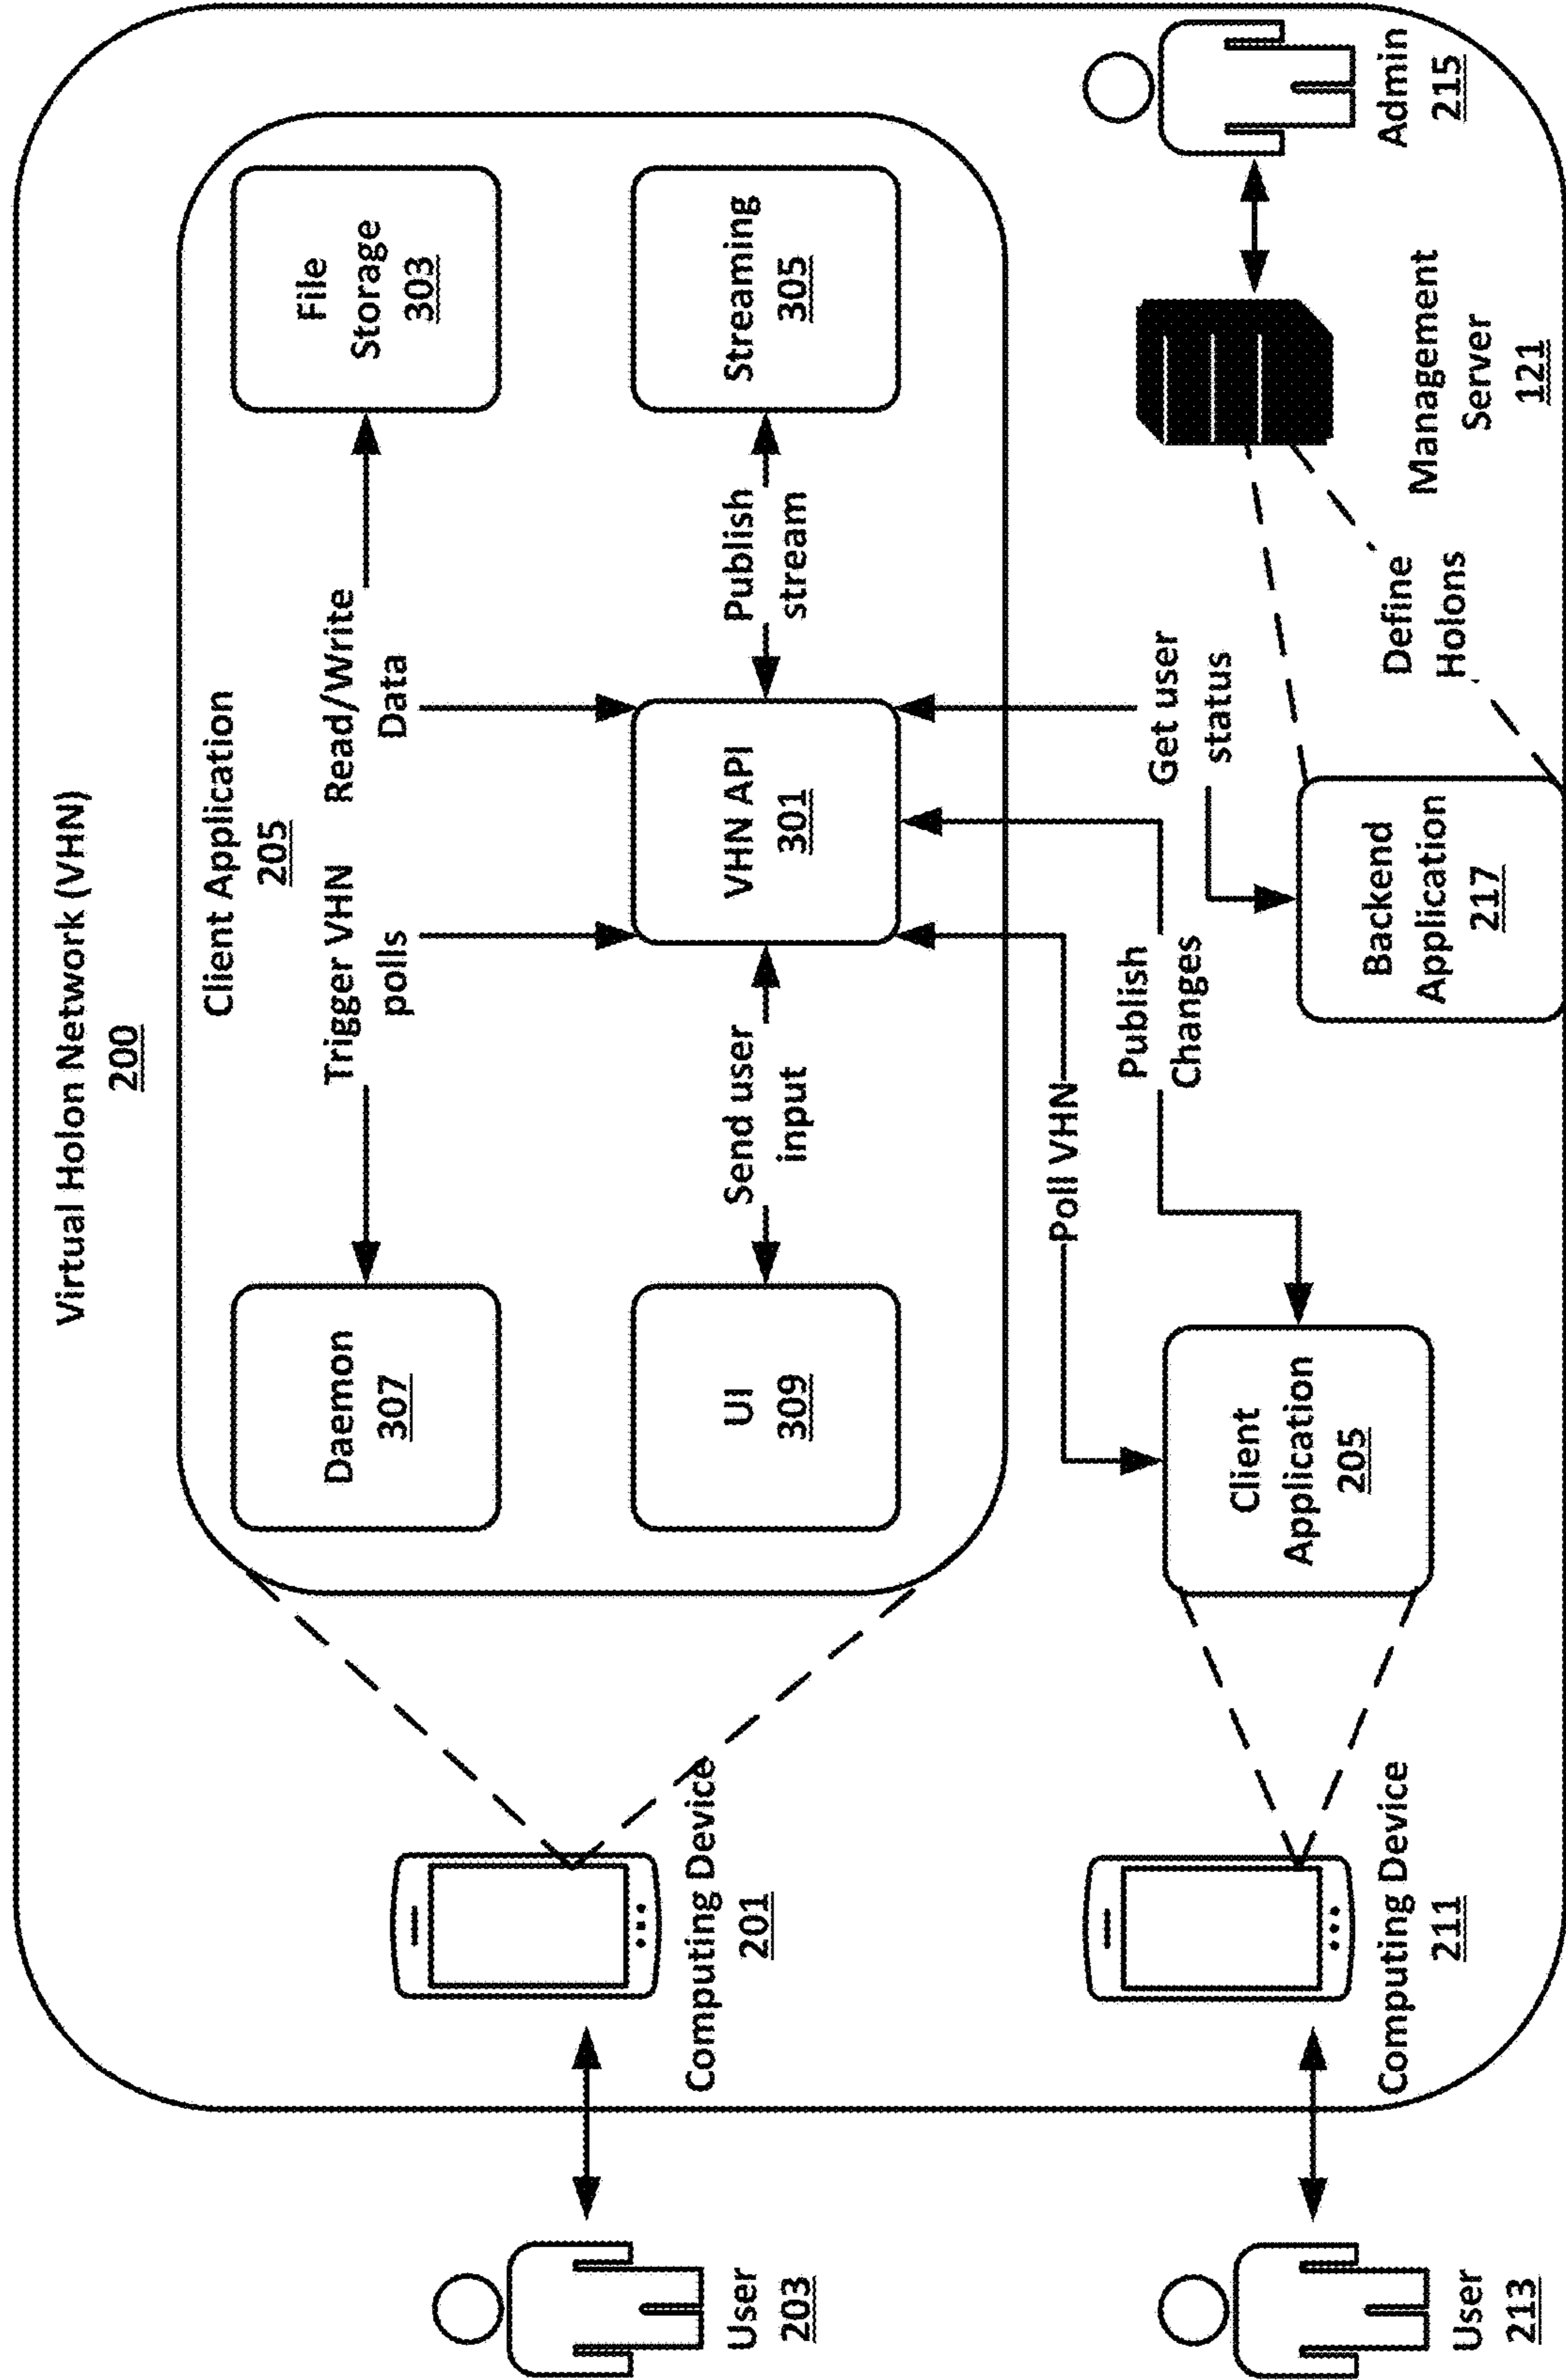 Virtual Holon Network (VHN)
200
Client Application
205
Daemon
307
Trigger VHN
polls
Read/Write
Data
File
Storage
303
UI
309
Send user
input
VHN API
301
Publish
stream
Streaming
305
User
203
Computing Device
201
Poll VHN
Publish
Changes
Get user
status
Client
Application
205
Backend
Application
217
Define
Holons
Management
Server
121
Admin
215
User
213
Computing Device
211